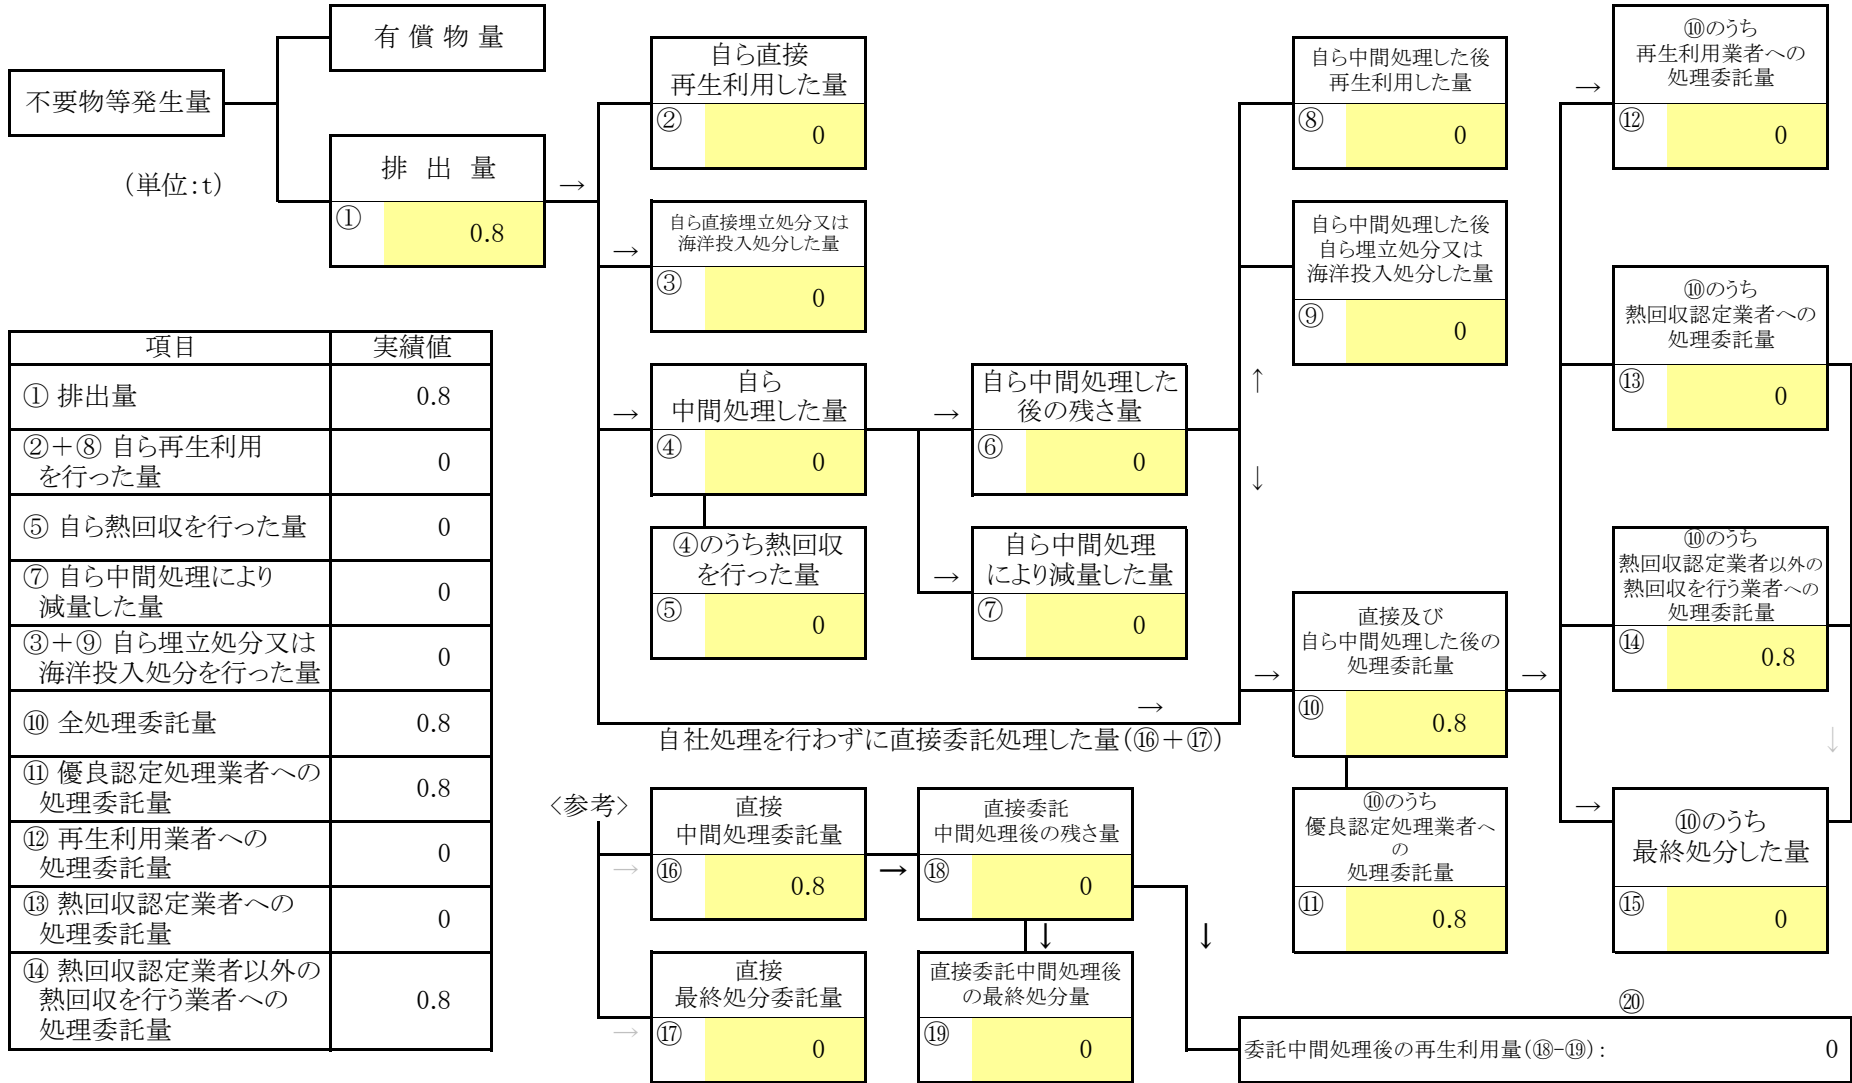 有 償 物 量
不要物等発生量
(単位:t)
排 出 量
→
①
0.8
自ら直接
再生利用した量
②
0
→
自ら直接埋立処分又は
海洋投入処分した量
③
0
→
自ら
中間処理した量
④
0
④のうち熱回収
を行った量
⑤
0
→
自ら中間処理した
後の残さ量
⑥
0
→
自ら中間処理
により減量した量
⑦
0
↑
↓
自ら中間処理した後
再生利用した量
⑧
0
自ら中間処理した後
自ら埋立処分又は
海洋投入処分した量
⑨
0
→
自社処理を行わずに直接委託処理した量(⑯+⑰)
→
直接及び
自ら中間処理した後の
処理委託量
⑩
0.8
⑩のうち
優良認定処理業者へ
の
処理委託量
⑪
0.8
→
→
⑩のうち
再生利用業者への
処理委託量
⑫
0
⑩のうち
熱回収認定業者への
処理委託量
⑬
0
⑩のうち
熱回収認定業者以外の
熱回収を行う業者への
処理委託量
⑭
0.8
↓
→
⑩のうち
最終処分した量
⑮
0
項目 実績値
① 排出量 0.8
②+⑧ 自ら再生利用
を行った量 0
⑤ 自ら熱回収を行った量 0
⑦ 自ら中間処理により
減量した量 0
③+⑨ 自ら埋立処分又は
海洋投入処分を行った量 0
⑩ 全処理委託量 0.8
⑪ 優良認定処理業者への
処理委託量 0.8
⑫ 再生利用業者への
処理委託量 0
⑬ 熱回収認定業者への
処理委託量 0
⑭ 熱回収認定業者以外の
熱回収を行う業者への
処理委託量 0.8
<参考>
→
直接
中間処理委託量
⑯
0.8
→
直接委託
中間処理後の残さ量
⑱
0
→
直接
最終処分委託量
⑰
0
↓
直接委託中間処理後
の最終処分量
⑲
0
↓
⑳
委託中間処理後の再生利用量(⑱-⑲): 0